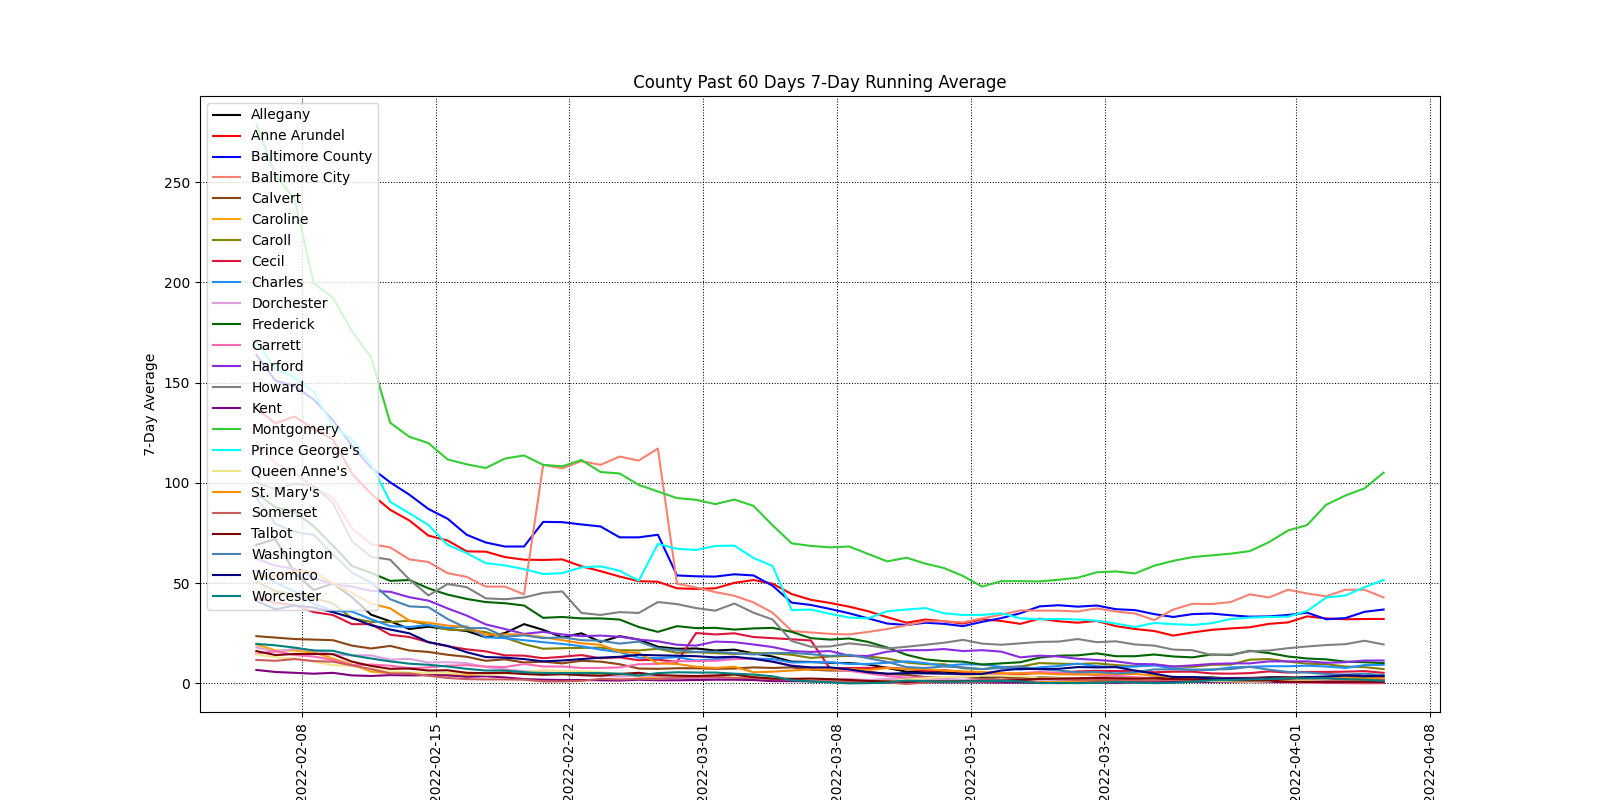 County Past 60 Days 7-Day Running Average
7-Day Average
250
200
150
100
50
0
Allegany
Anne Arundel
Baltimore County
Baltimore City
Calvert
Caroline
Caroll
Cecil
Charles
Dorchester
Frederick
Garrett
Harford
Howard
Kent
Montgomery
Prince George's
Queen Anne's
St. Mary's
Somerset
Talbot
Washington
Wicomico
Worcester
2022-02-08
2022-02-15
2022-02-22
2022-03-01
2022-03-08
2022-03-15
2022-03-22
2022-04-01
2022-04-08